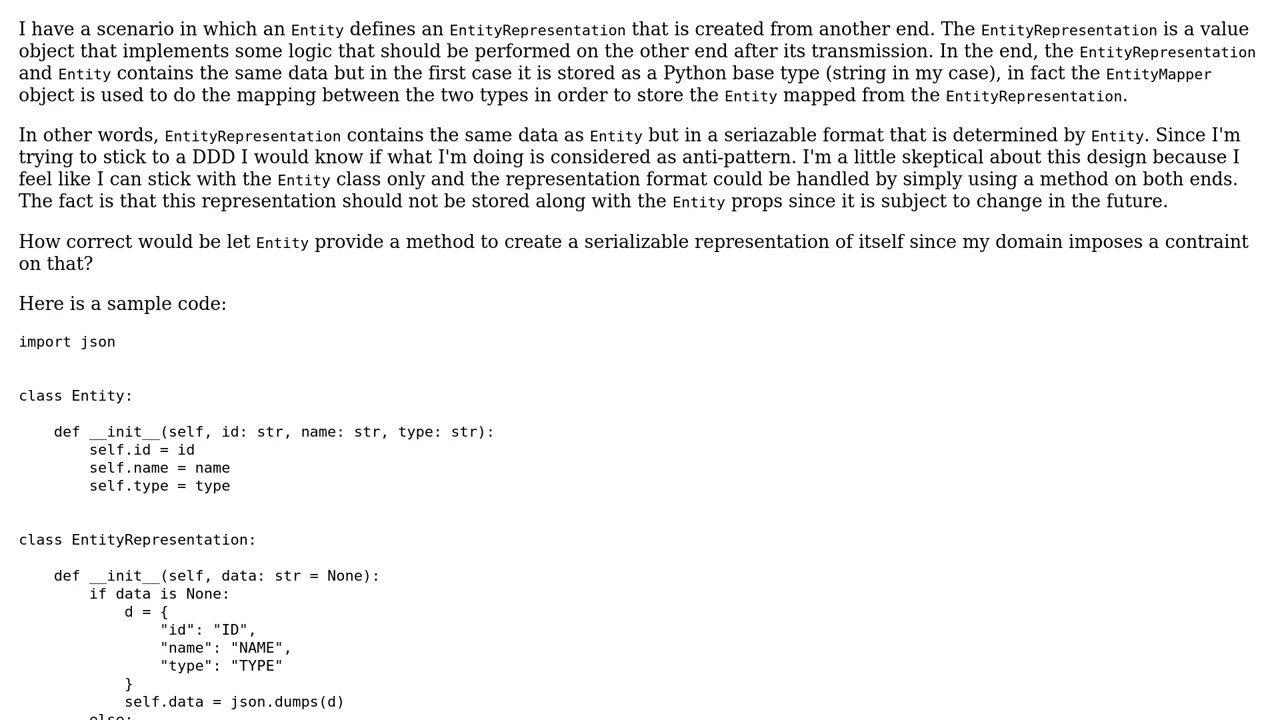 I have a scenario in which an Entity defines an EntityRepresentation that is created from another end. The EntityRepresentation is a value
object that implements some logic that should be performed on the other end after its transmission. In the end, the EntityRepresentation
and Entity contains the same data but in the first case it is stored as a Python base type (string in my case), in fact the EntityMapper
object is used to do the mapping between the two types in order to store the Entity mapped from the EntityRepresentation.
In other words, EntityRepresentation contains the same data as Entity but in a seriazable format that is determined by Entity. Since I'm
trying to stick to a DDD I would know if what I'm doing is considered as anti-pattern. I'm a little skeptical about this design because I
feel like I can stick with the Entity class only and the representation format could be handled by simply using a method on both ends.
The fact is that this representation should not be stored along with the Entity props since it is subject to change in the future.
How correct would be let Entity provide a method to create a serializable representation of itself since my domain imposes a contraint
on that?
Here is a sample code:
import json
class Entity:
    def __init__(self, id: str, name: str, type: str):
        self.id = id
        self.name = name
        self.type = type
class EntityRepresentation:
    def __init__(self, data: str = None):
        if data is None:
            d = {
                "id": "ID",
                "name": "NAME",
                "type": "TYPE"
            }
            self.data = json.dumps(d)
        else: